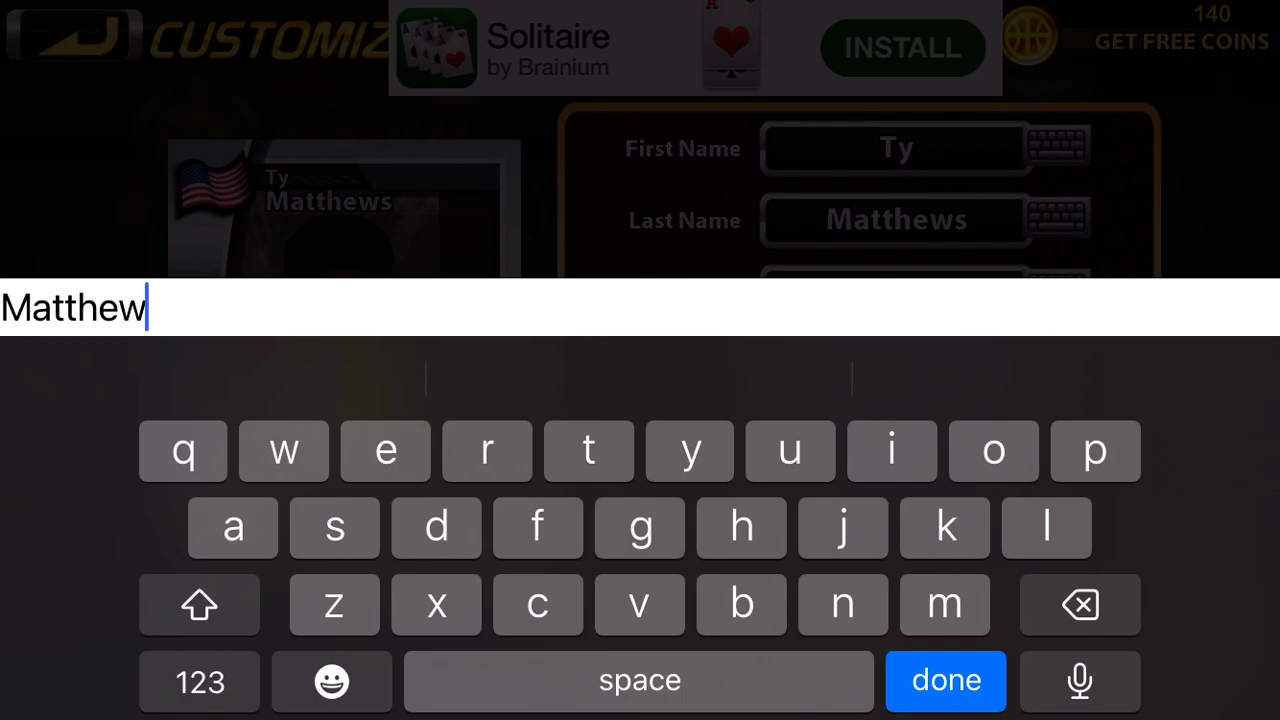 CUSTOMIZ
Solitaire
by Brainium
A
INSTALL
140
GET FREE COINS
Ty
Matthews
First Name
Ty
Last Name
Matthews
Matthew
q w e r t y u i o p
a s d f g h j k l
z x c v b n m
123
space
done